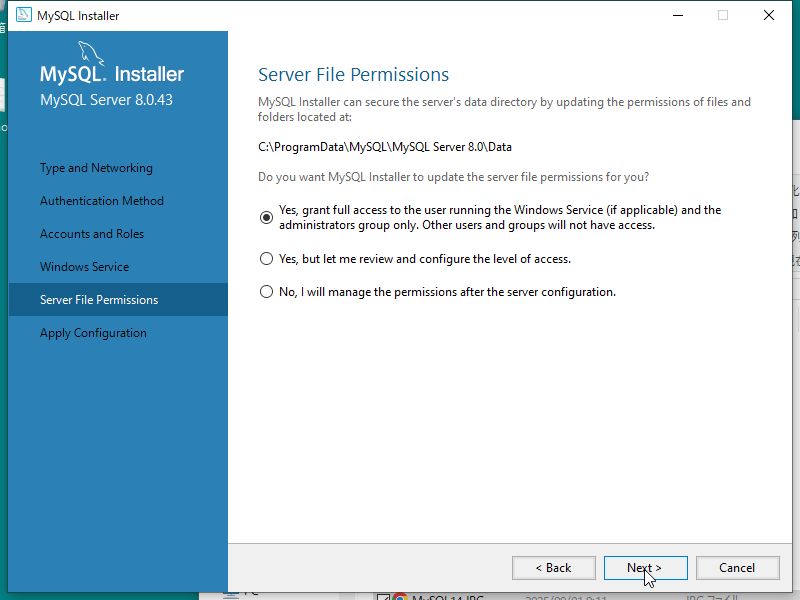 MySQL Installer
MySQL. Installer
MySQL Server 8.0.43
Type and Networking
Authentication Method
Accounts and Roles
Windows Service
Server File Permissions
Apply Configuration
Server File Permissions
MySQL Installer can secure the server's data directory by updating the permissions of files and
folders located at:
C:\ProgramData\MySQL\MySQL Server 8.0\Data
Do you want MySQL Installer to update the server file permissions for you?
Yes, grant full access to the user running the Windows Service (if applicable) and the
administrators group only. Other users and groups will not have access.
Yes, but let me review and configure the level of access.
No, I will manage the permissions after the server configuration.
< Back
Next >
Cancel